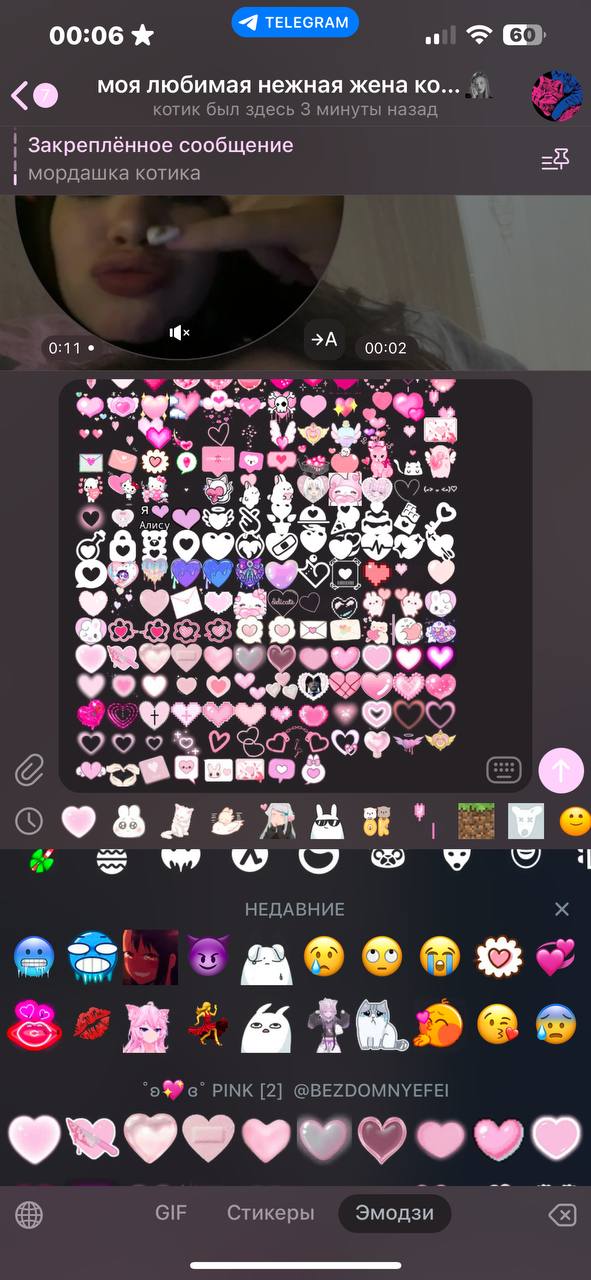 00:06
TELEGRAM
60
7
моя любимая нежная жена ко...
котик был здесь 3 минуты назад
Закреплённое сообщение
мордашка котика
0:11
→A
00:02
Я
Алису
delicate
OK
НЕДАВНИЕ
PINK [2] @BEZDOMNYEFEI
GIF
Стикеры
Эмодзи